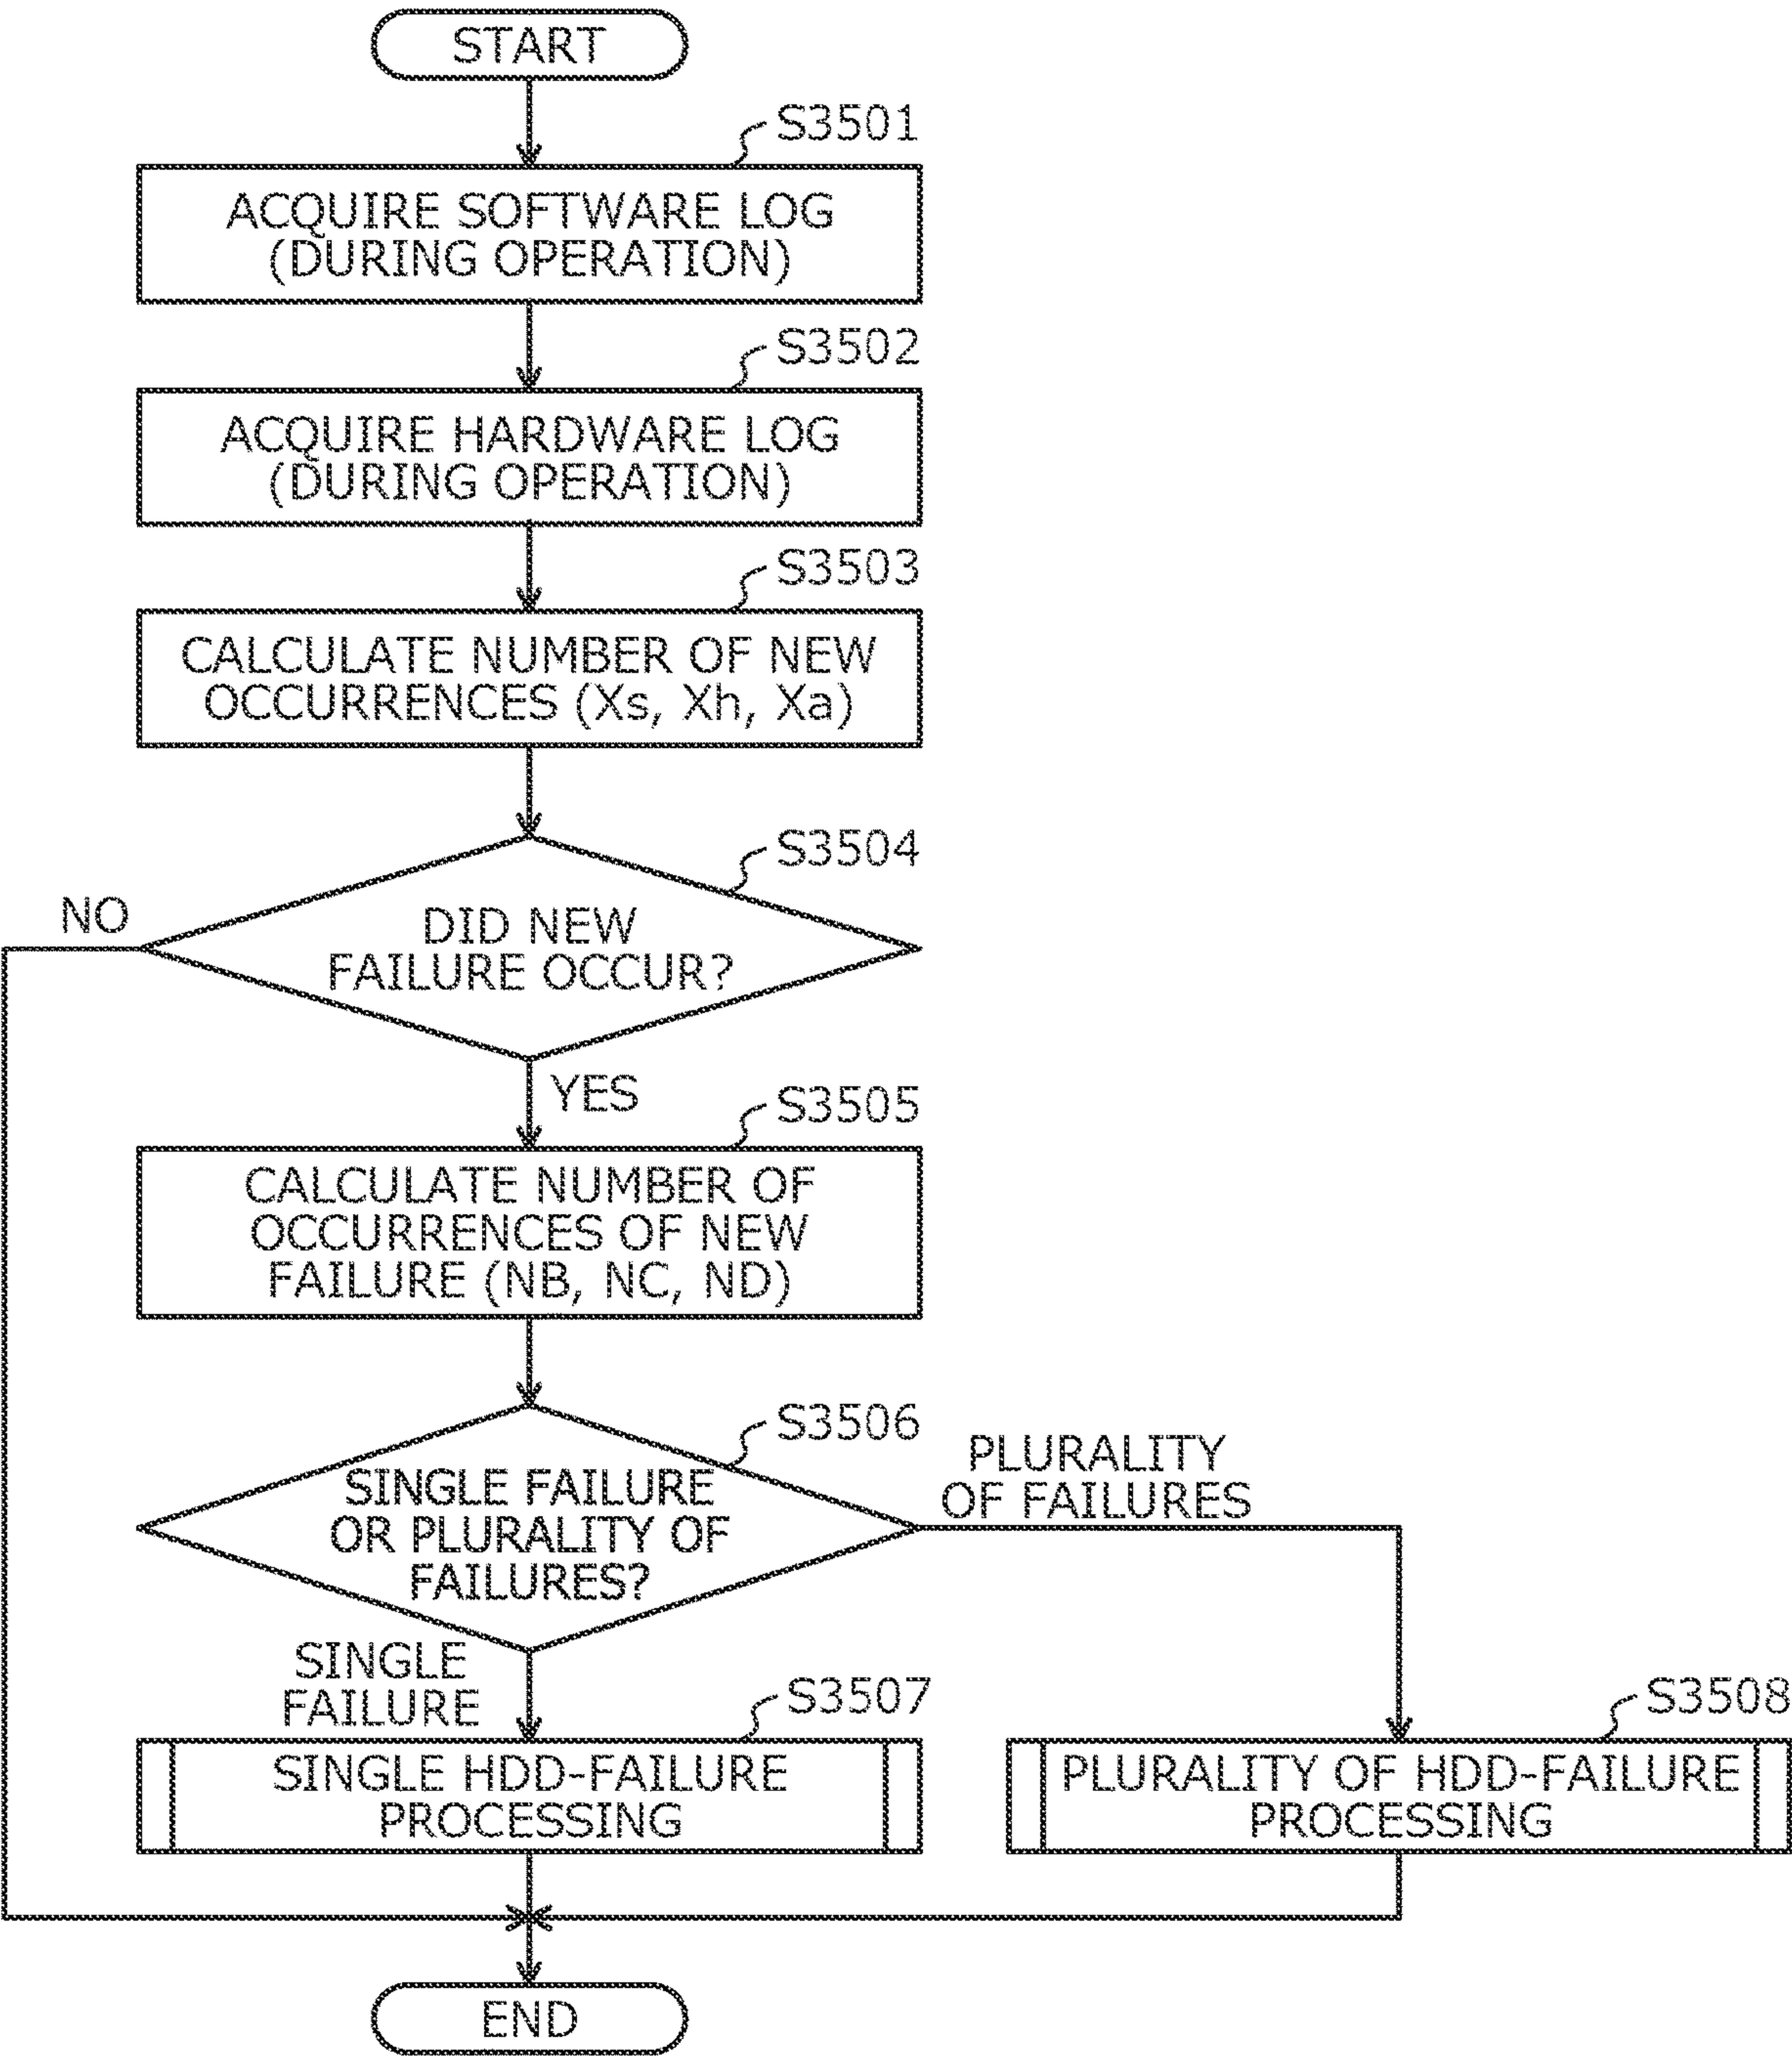 START
S3501
ACQUIRE SOFTWARE LOG
(DURING OPERATION)
S3502
ACQUIRE HARDWARE LOG
(DURING OPERATION)
S3503
CALCULATE NUMBER OF NEW
OCCURRENCES (Xs, Xh, Xa)
S3504
NO
DID NEW
FAILURE OCCUR?
YES
S3505
CALCULATE NUMBER OF
OCCURRENCES OF NEW
FAILURE (NB, NC, ND)
S3506
SINGLE FAILURE
OR PLURALITY OF
FAILURES?
PLURALITY
OF FAILURES
SINGLE
FAILURE
S3507
SINGLE HDD-FAILURE
PROCESSING
S3508
PLURALITY OF HDD-FAILURE
PROCESSING
END